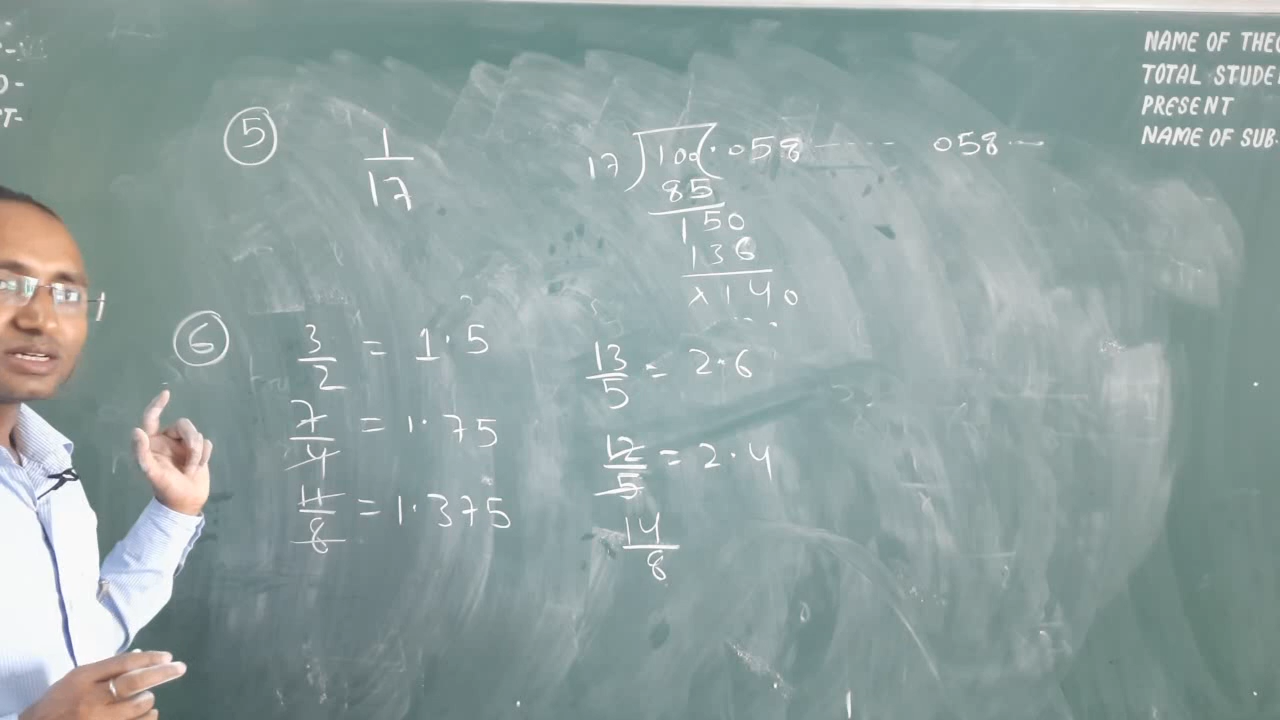 NAME OF THEO
TOTAL STUDE
PRESENT
NAME OF SUB.
5
1/17
17)100(.058 ------ 058---
85
150
136
x140
6
3/2 = 1.5
7/4 = 1.75
11/8 = 1.375
13/5 = 2.6
12/5 = 2.4
14/8